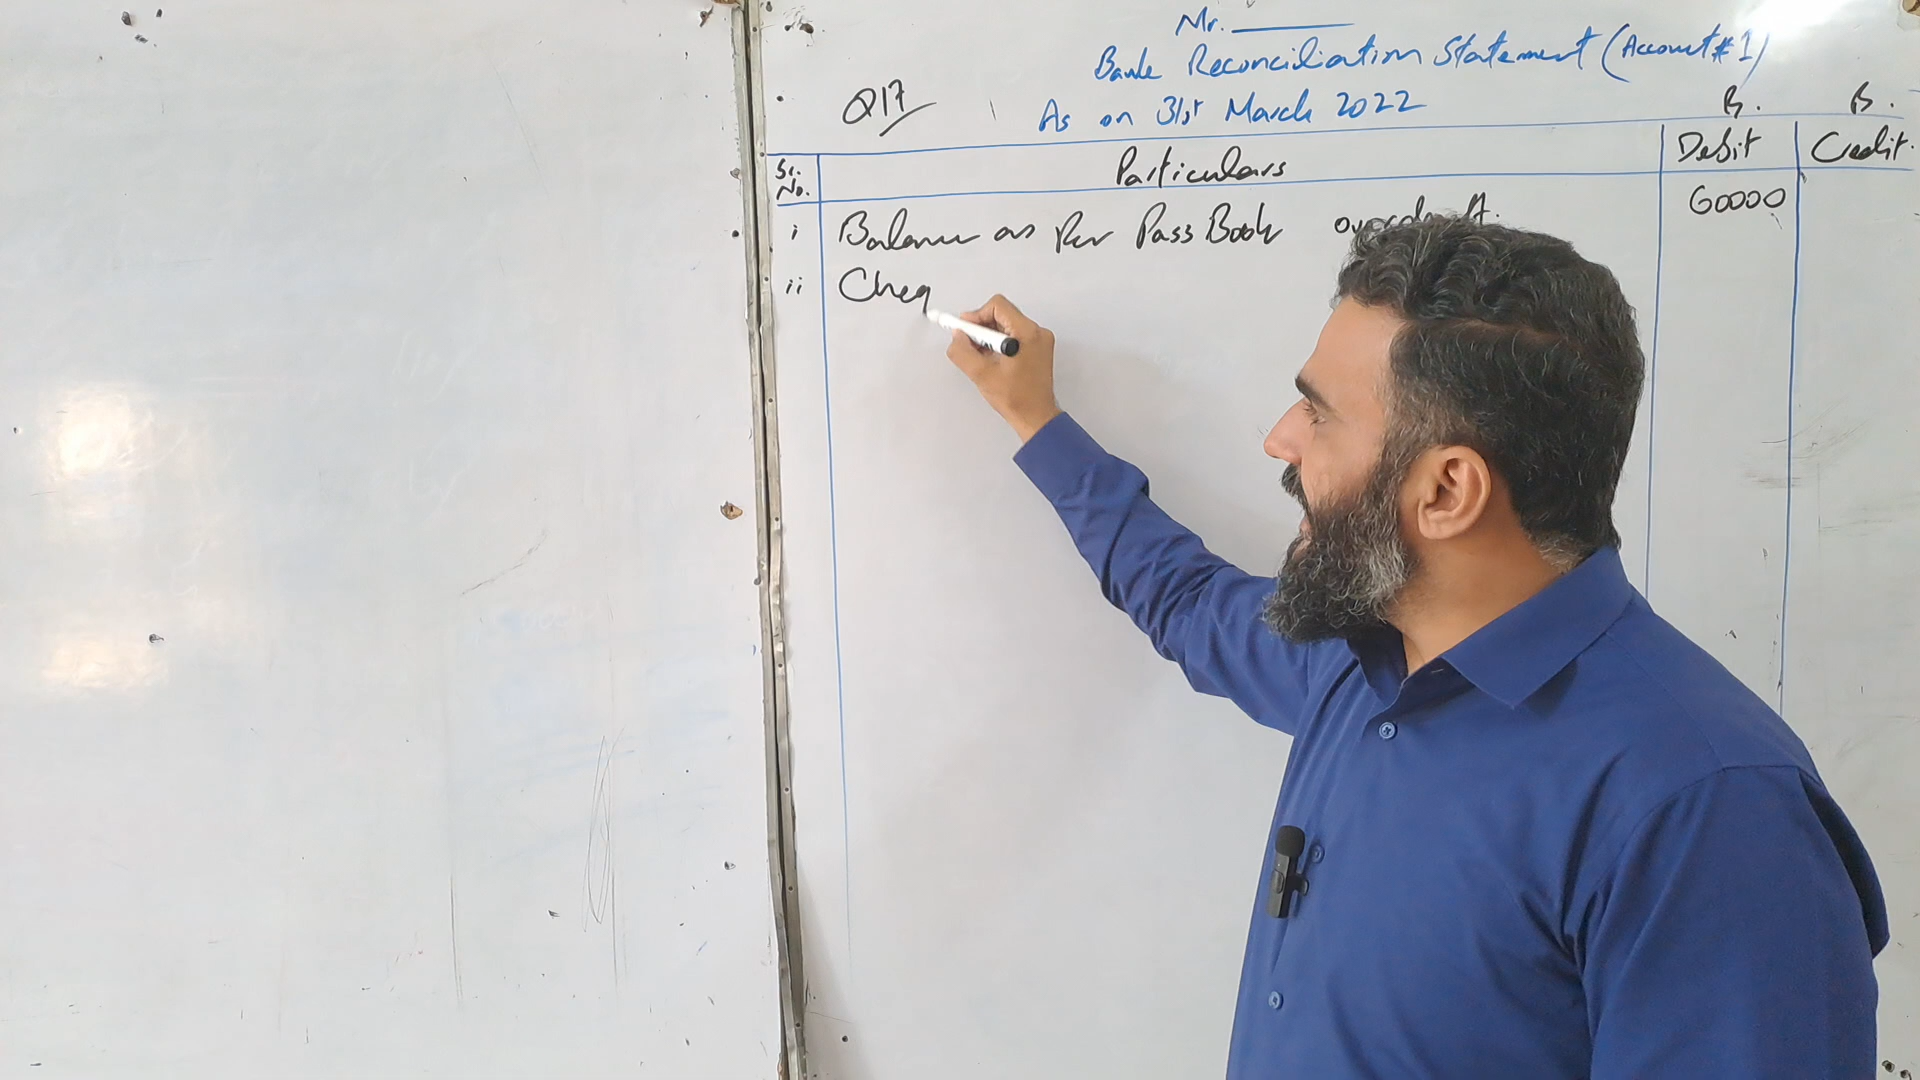 Mr.
Bank Reconciliation Statement (Account # 1)
Q17 As on 31st March 2022
Sr. No. Particulars Rs. Debit Rs. Credit
i Balance as Per Pass Book overdraft. 60000
ii Cheq